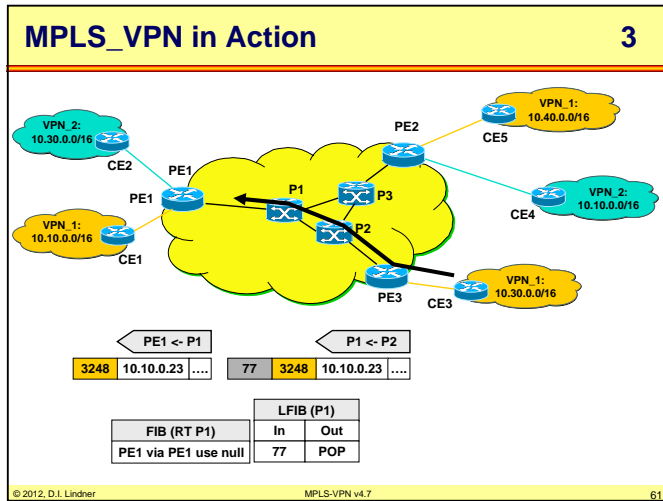 MPLS_VPN in Action 3
VPN_2:
10.30.0.0/16
CE2
PE1
PE1
VPN_1:
10.10.0.0/16
CE1
P1
P2
P3
PE2
VPN_1:
10.40.0.0/16
CE5
VPN_2:
10.10.0.0/16
CE4
PE3
CE3
VPN_1:
10.30.0.0/16
PE1 <- P1
3248 10.10.0.23 ….
P1 <- P2
77 3248 10.10.0.23 ….
FIB (RT P1)
PE1 via PE1 use null
LFIB (P1)
In Out
77 POP
© 2012, D.I. Lindner MPLS-VPN v4.7 61